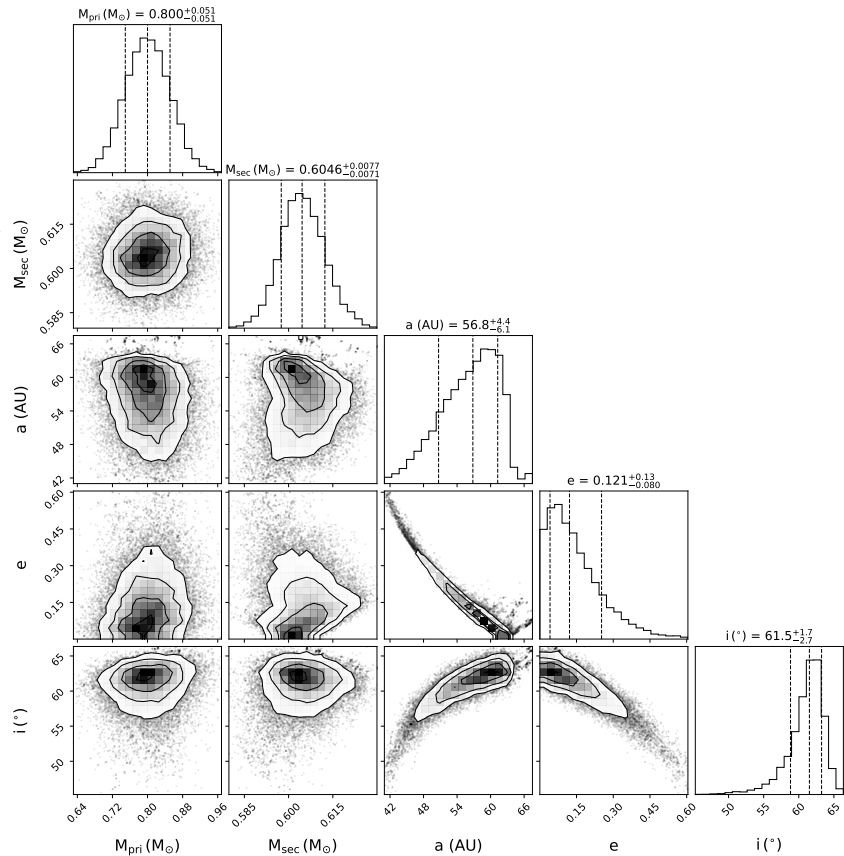 M_pri (M_⊙) = 0.800^{+0.051}_{−0.051}
M_sec (M_⊙) = 0.6046^{+0.0077}_{−0.0071}
M_sec (M_⊙)
0.615
0.600
0.585
a (AU) = 56.8^{+4.4}_{−6.1}
a (AU)
66
60
54
48
42
e = 0.121^{+0.13}_{−0.080}
e
0.60
0.45
0.30
0.15
i (°) = 61.5^{+1.7}_{−2.7}
i (°)
65
60
55
50
0.64 0.72 0.80 0.88 0.96 0.585 0.600 0.615 42 48 54 60 66 0.15 0.30 0.45 0.60 50 55 60 65
M_pri (M_⊙) M_sec (M_⊙) a (AU) e i (°)